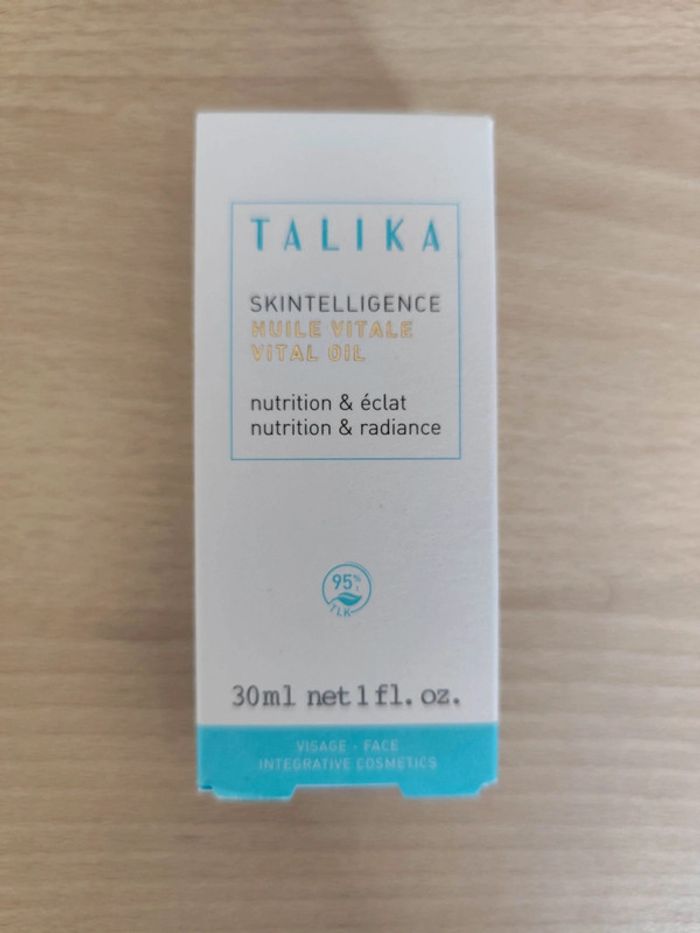 TALIKA
SKINTELLIGENCE
HUILE VITALE
VITAL OIL
nutrition & éclat
nutrition & radiance
95%
TLK
30ml net 1 fl. oz.
VISAGE · FACE
INTEGRATIVE COSMETICS